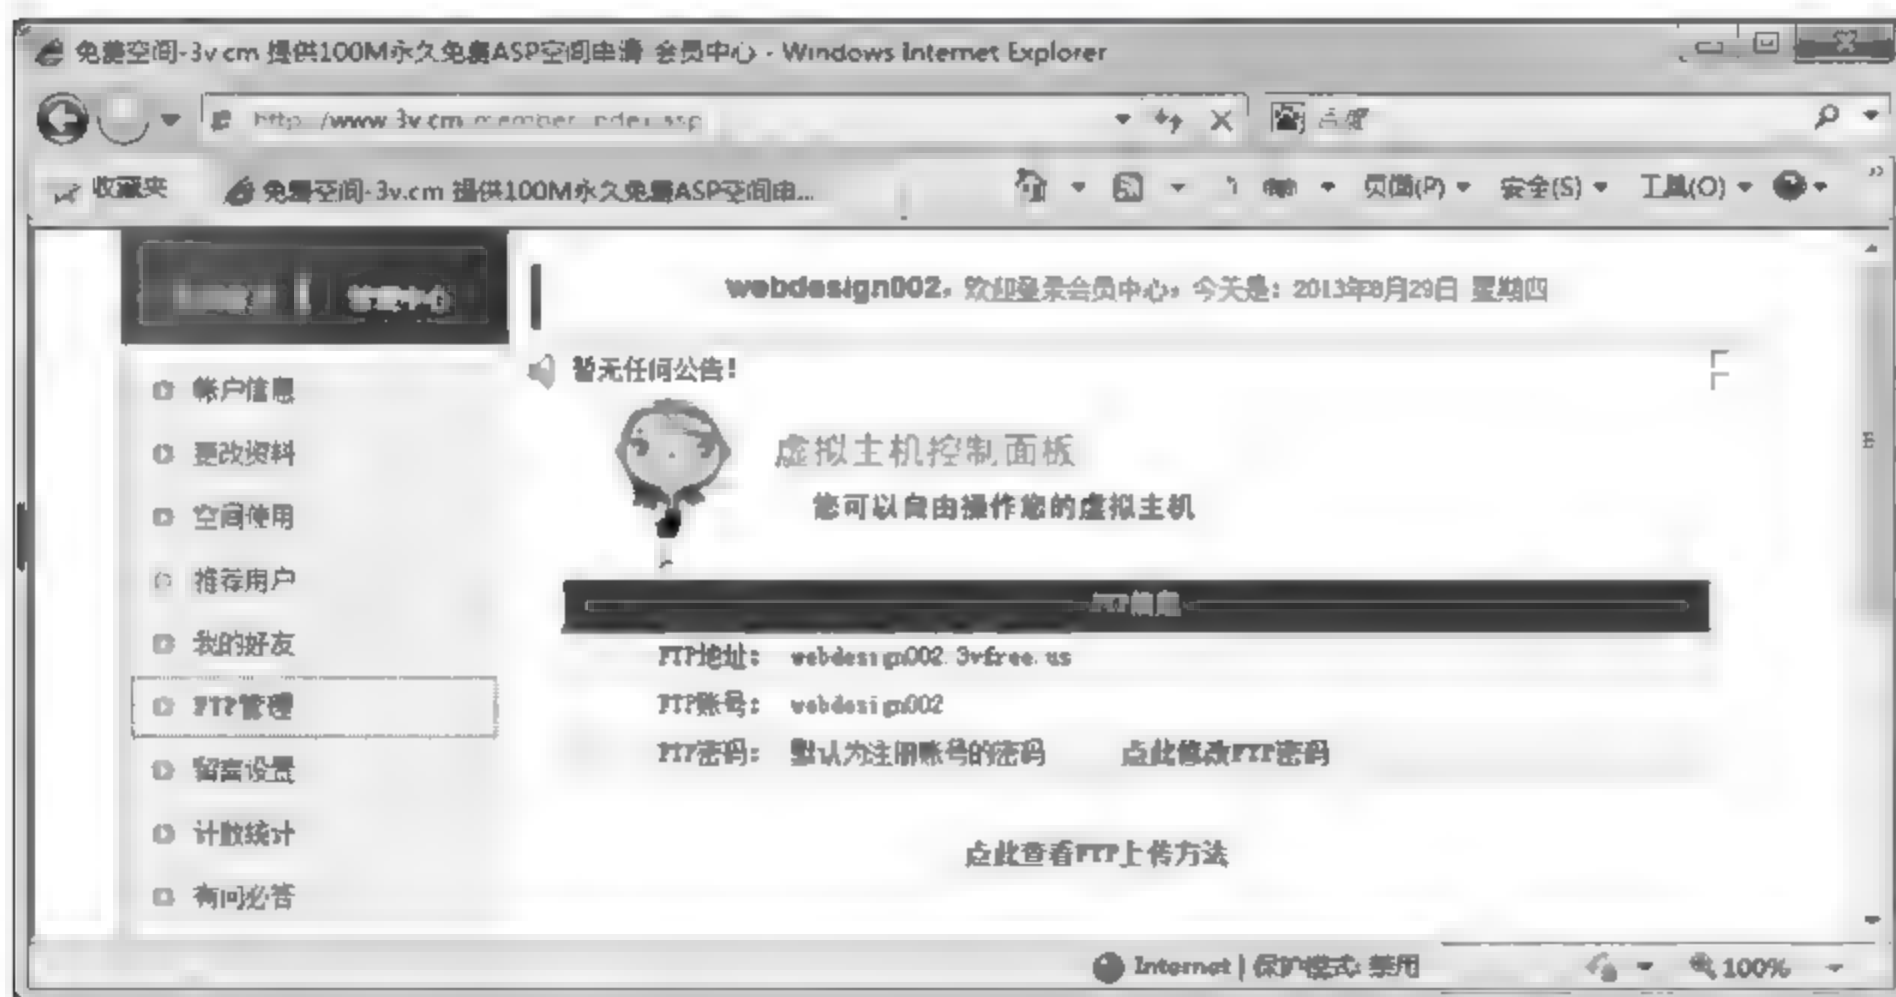 免费空间-3v.cm 提供100M永久免费ASP空间申请 会员中心 - Windows Internet Explorer
http://www.3v.cm/member/index.asp
收藏夹 免费空间-3v.cm 提供100M永久免费ASP空间申... 页面(P) 安全(S) 工具(O)
webdesign002，欢迎登录会员中心，今天是：2013年8月29日 星期四
暂无任何公告！
帐户信息
更改资料
空间使用
推荐用户
我的好友
FTP管理
留言设置
计数统计
有问必答
虚拟主机控制面板
您可以自由操作您的虚拟主机
FTP信息
FTP地址： webdesign002.3vfree.us
FTP账号： webdesign002
FTP密码： 默认为注册账号的密码 点此修改FTP密码
点此查看FTP上传方法
Internet | 保护模式: 禁用 100%